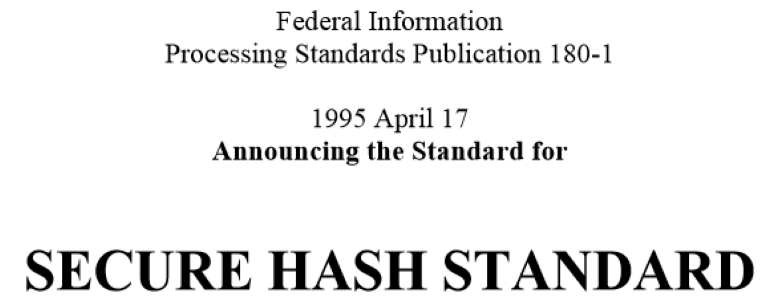 Federal Information
Processing Standards Publication 180-1
1995 April 17
Announcing the Standard for
SECURE HASH STANDARD